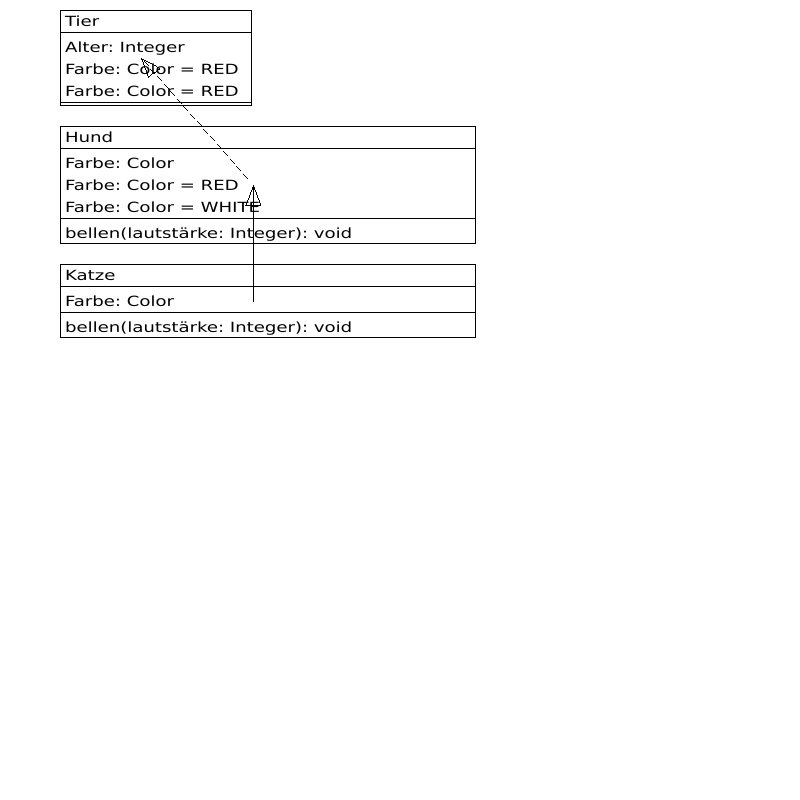 Tier
Alter: Integer
Farbe: Color = RED
Farbe: Color = RED
Hund
Farbe: Color
Farbe: Color = RED
Farbe: Color = WHITE
bellen(lautstärke: Integer): void
Katze
Farbe: Color
bellen(lautstärke: Integer): void